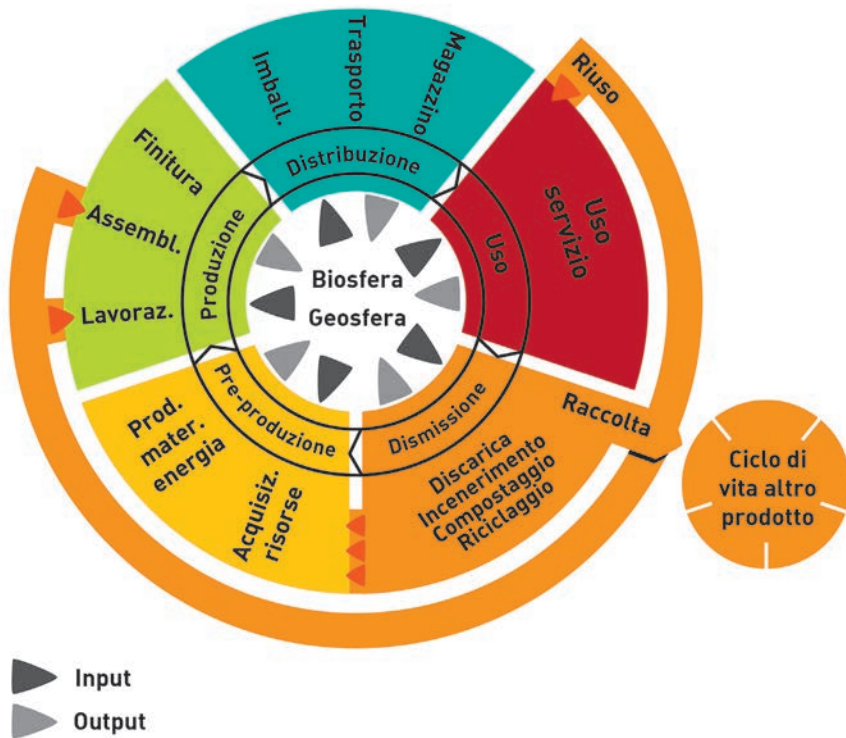 Imball.
Trasporto
Magazzino
Distribuzione
Riuso
Uso
servizio
Uso
Finitura
Assembl.
Lavoraz.
Produzione
Biosfera
Geosfera
Prod.
mater.
energia
Acquisiz.
risorse
Pre-produzione
Dismissione
Raccolta
Discarica
Incenerimento
Compostaggio
Riciclaggio
Ciclo di
vita altro
prodotto
Input
Output